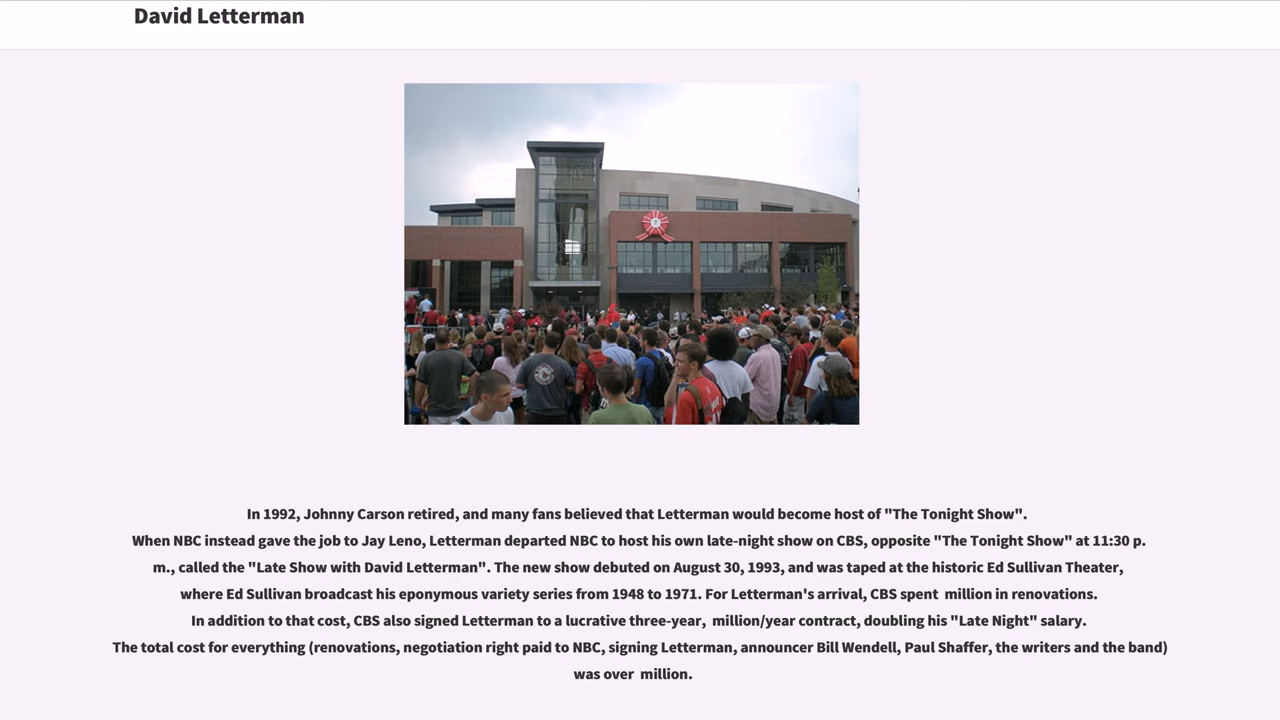 David Letterman
In 1992, Johnny Carson retired, and many fans believed that Letterman would become host of "The Tonight Show".
When NBC instead gave the job to Jay Leno, Letterman departed NBC to host his own late-night show on CBS, opposite "The Tonight Show" at 11:30 p.
m., called the "Late Show with David Letterman". The new show debuted on August 30, 1993, and was taped at the historic Ed Sullivan Theater,
where Ed Sullivan broadcast his eponymous variety series from 1948 to 1971. For Letterman's arrival, CBS spent  million in renovations.
In addition to that cost, CBS also signed Letterman to a lucrative three-year,  million/year contract, doubling his "Late Night" salary.
The total cost for everything (renovations, negotiation right paid to NBC, signing Letterman, announcer Bill Wendell, Paul Shaffer, the writers and the band)
was over  million.